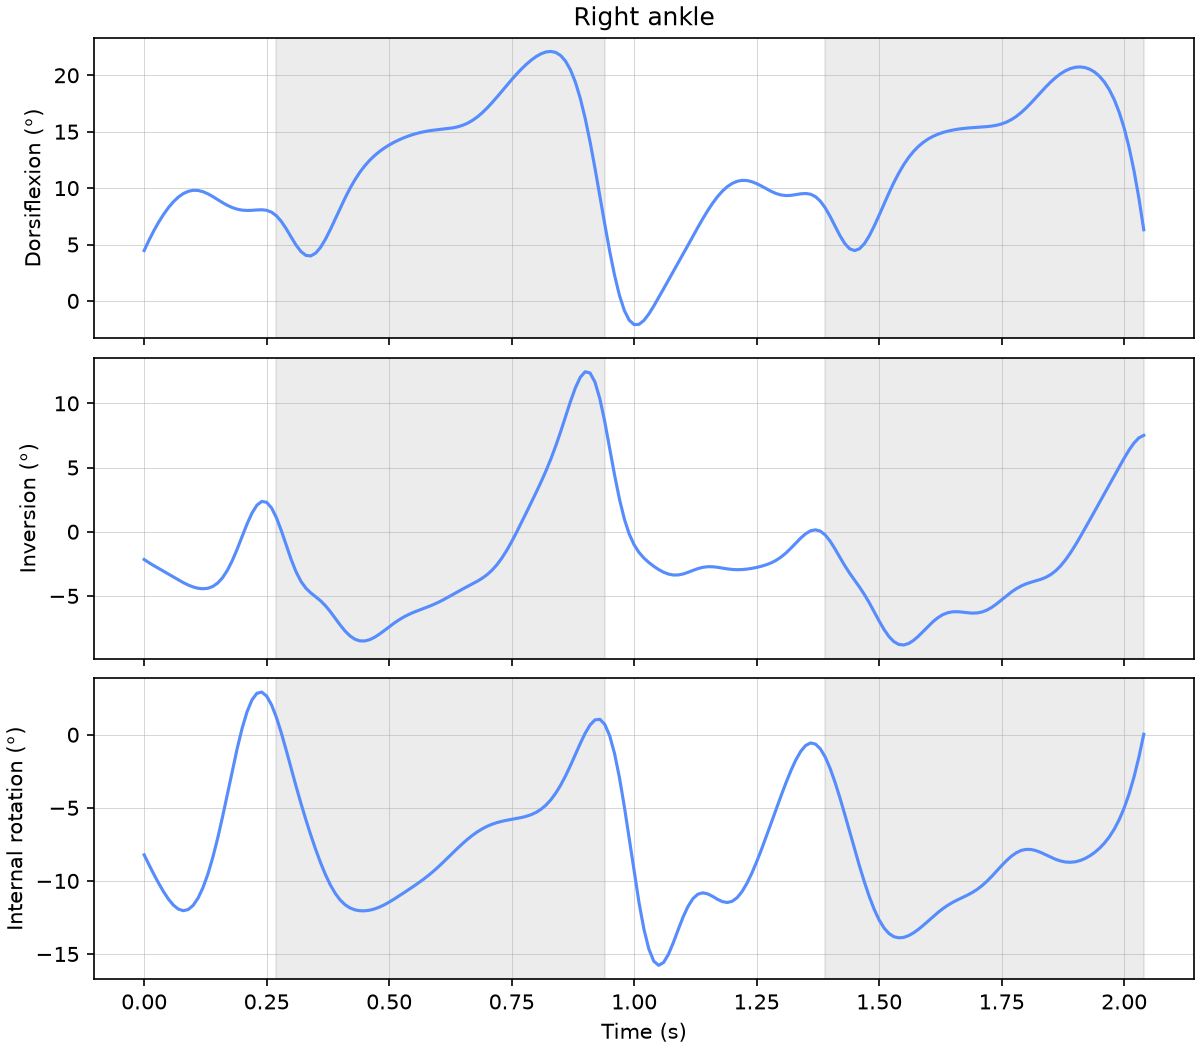 Right ankle
Dorsiflexion (°)
20
15
10
5
0
Inversion (°)
10
5
0
−5
Internal rotation (°)
0
−5
−10
−15
0.00 0.25 0.50 0.75 1.00 1.25 1.50 1.75 2.00
Time (s)